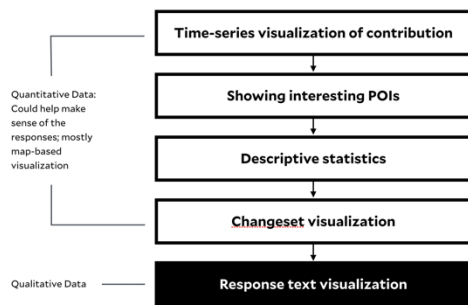 Time-series visualization of contribution
Quantitative Data:
Could help make
sense of the
responses; mostly
map-based
visualization
Showing interesting POIs
Descriptive statistics
Changeset visualization
Qualitative Data
Response text visualization